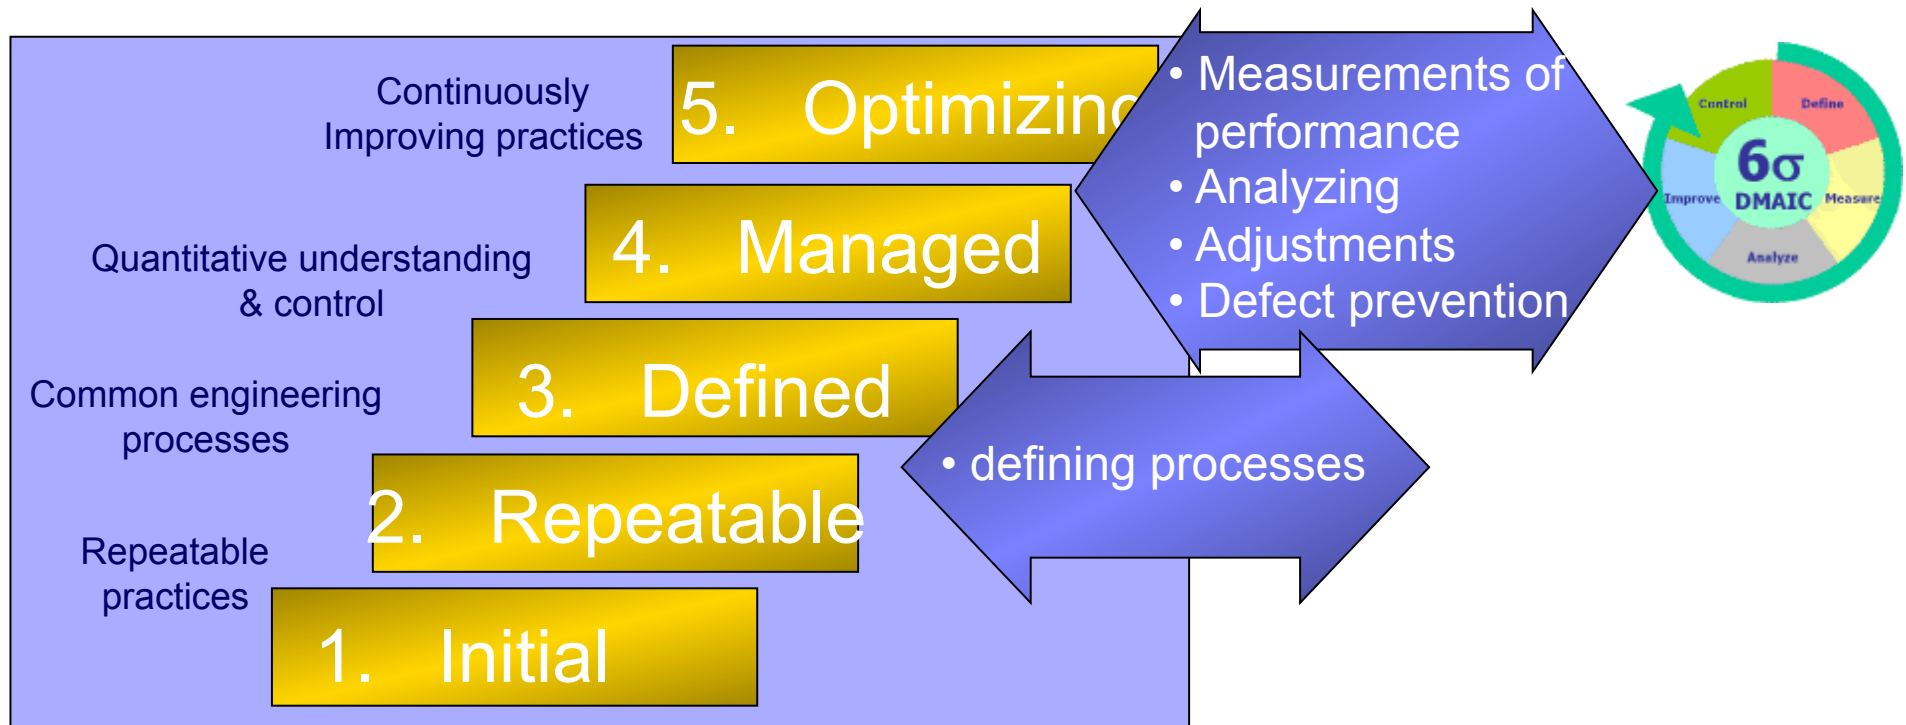 Continuously
Improving practices
5. Optimizing
Quantitative understanding
& control
4. Managed
Common engineering
processes
3. Defined
Repeatable
practices
2. Repeatable
1. Initial
• Measurements of
performance
• Analyzing
• Adjustments
• Defect prevention
• defining processes
Control
Define
6σ
DMAIC
Improve
Measure
Analyze